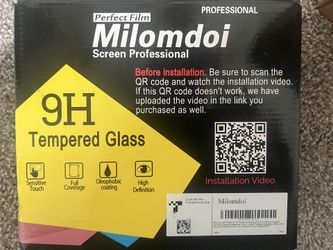 PROFESSIONAL
Perfect Film
Milomdoi
Screen Professional
Before installation. Be sure to scan the
QR code and watch the installation video.
If this QR code doesn't work, we have
uploaded the video in the link you
purchased as well.
9H
Tempered Glass
Sensitive
Touch
Full
Coverage
Oleophobic
coating
High
Definition
Installation Video
Milomdoi